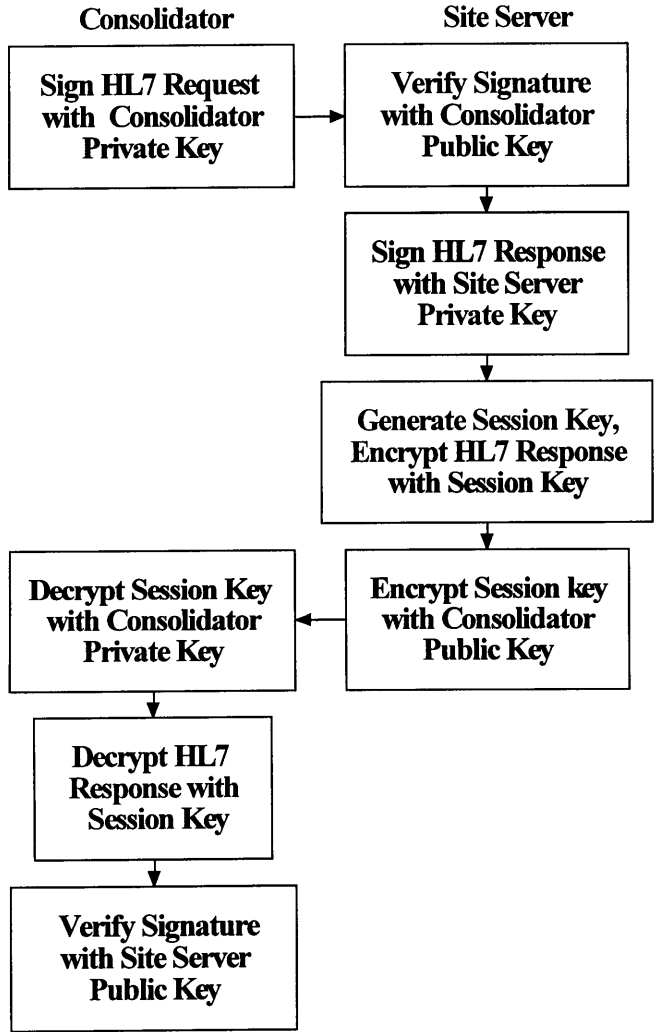 Consolidator
Site Server
Sign HL7 Request
with Consolidator
Private Key
Verify Signature
with Consolidator
Public Key
Sign HL7 Response
with Site Server
Private Key
Generate Session Key,
Encrypt HL7 Response
with Session Key
Encrypt Session key
with Consolidator
Public Key
Decrypt Session Key
with Consolidator
Private Key
Decrypt HL7
Response with
Session Key
Verify Signature
with Site Server
Public Key